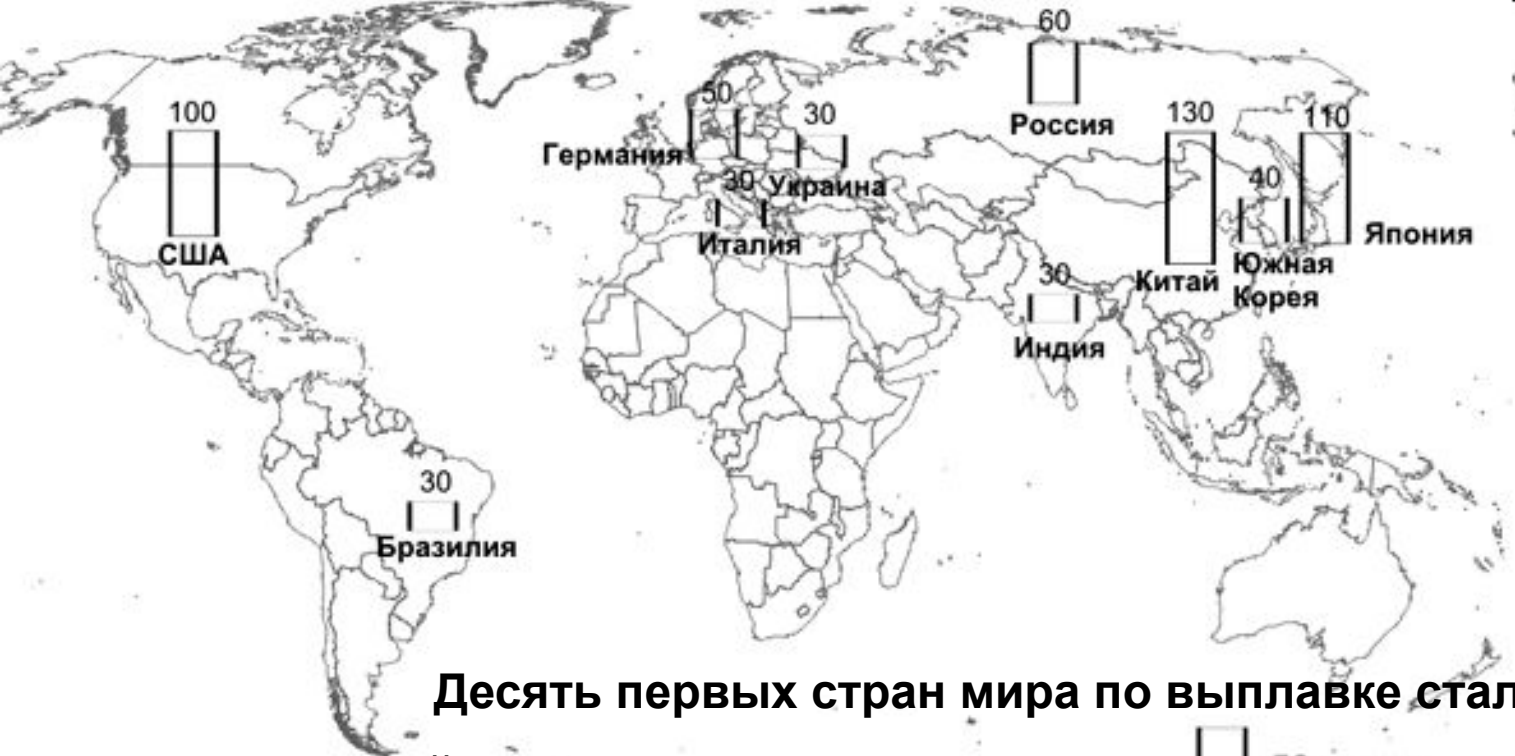 60
100
50
30
130
110
Россия
Германия
30
Украина
40
США
Италия
Япония
Китай
Южная
Корея
30
Индия
30
Бразилия
Десять первых стран мира по выплавке стал